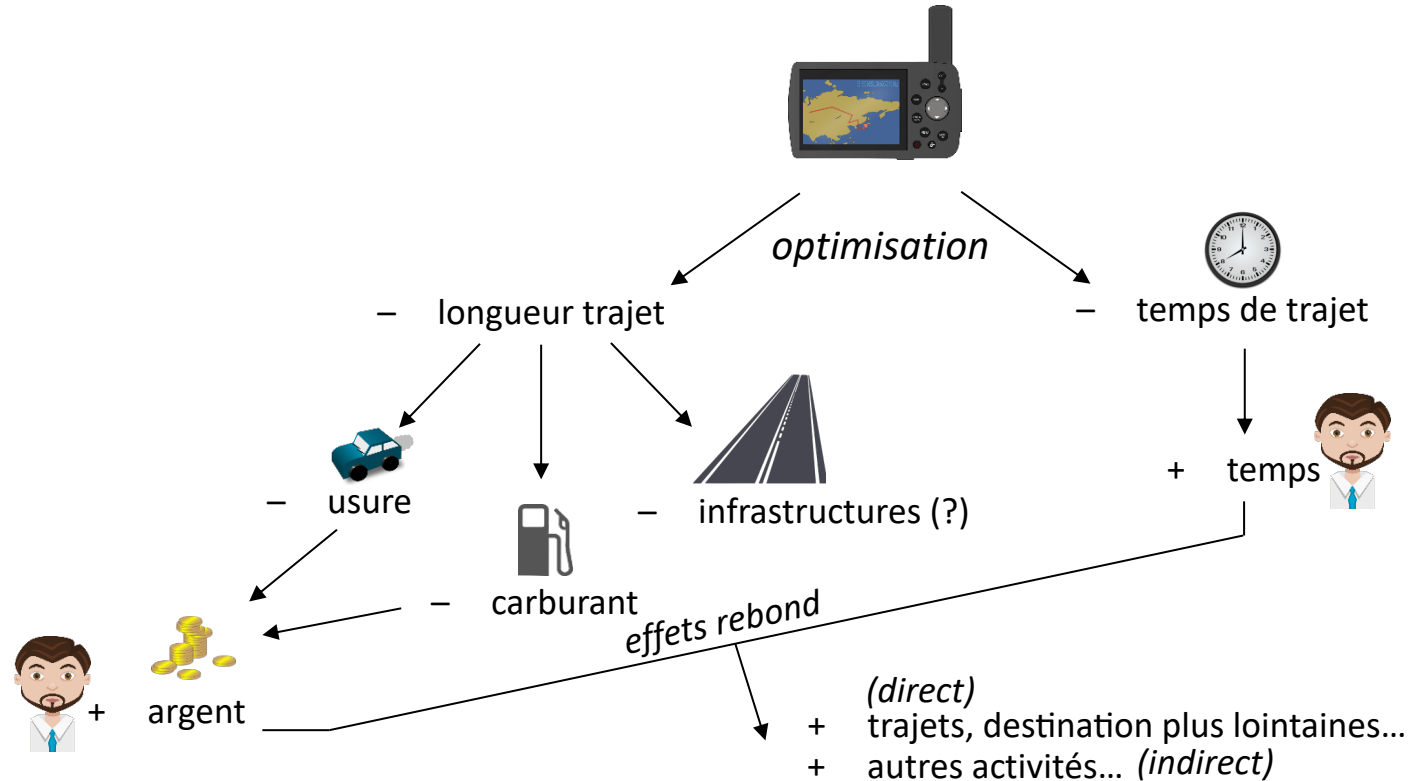 optimisation
– longueur trajet
– temps de trajet
+ temps
– usure
– infrastructures (?)
– carburant
effets rebond
+ argent
(direct)
+ trajets, destination plus lointaines…
+ autres activités… (indirect)